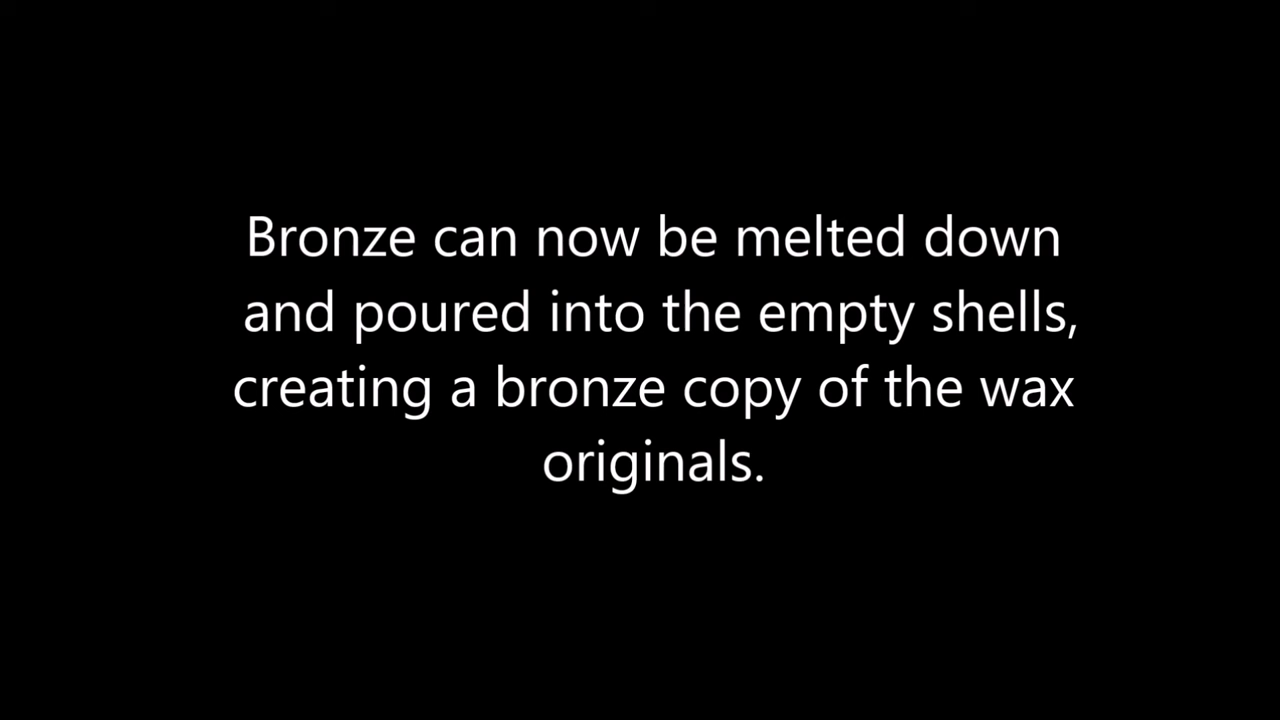 Bronze can now be melted down
and poured into the empty shells,
creating a bronze copy of the wax
originals.